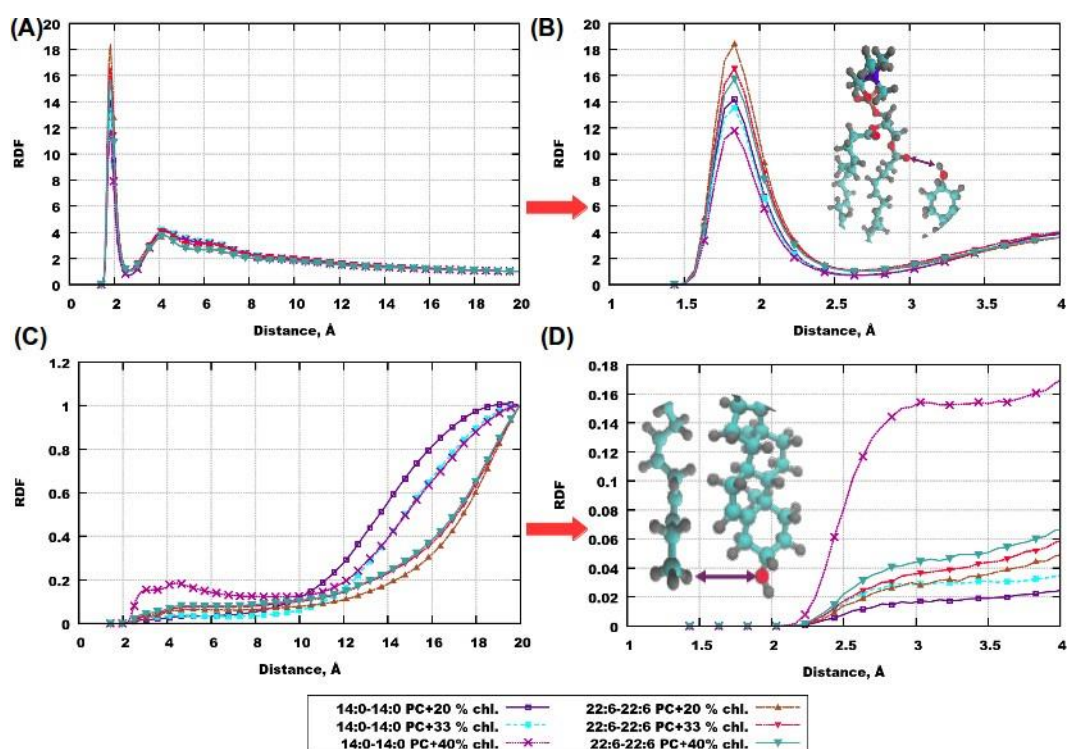 (A)
RDF
20
18
16
14
12
10
8
6
4
2
0
0 2 4 6 8 10 12 14 16 18 20
Distance, Å
(B)
RDF
20
18
16
14
12
10
8
6
4
2
0
1 1.5 2 2.5 3 3.5 4
Distance, Å
(C)
RDF
1.2
1
0.8
0.6
0.4
0.2
0
0 2 4 6 8 10 12 14 16 18 20
Distance, Å
(D)
RDF
0.18
0.16
0.14
0.12
0.10
0.08
0.06
0.04
0.02
0
1 1.5 2 2.5 3 3.5 4
Distance, Å
14:0-14:0 PC+20 % chl.
14:0-14:0 PC+33 % chl.
14:0-14:0 PC+40% chl.
22:6-22:6 PC+20 % chl.
22:6-22:6 PC+33 % chl.
22:6-22:6 PC+40% chl.